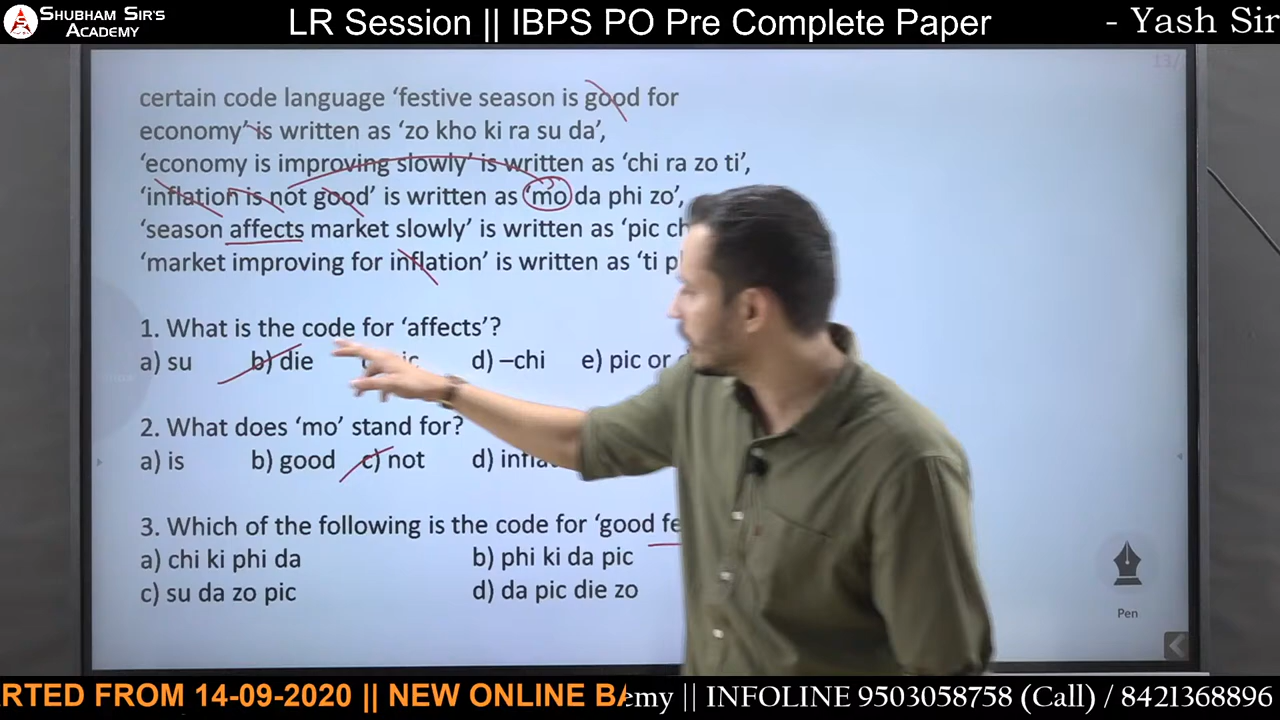 SHUBHAM SIR'S
ACADEMY
LR Session || IBPS PO Pre Complete Paper
- Yash Sir
13/
certain code language ‘festive season is good for
economy’ is written as ‘zo kho ki ra su da’,
‘economy is improving slowly’ is written as ‘chi ra zo ti’,
‘inflation is not good’ is written as ‘mo da phi zo’,
‘season affects market slowly’ is written as ‘pic ch
‘market improving for inflation’ is written as ‘ti p
1. What is the code for ‘affects’?
a) su b) die d) –chi e) pic or
2. What does ‘mo’ stand for?
a) is b) good c) not d) infla
3. Which of the following is the code for ‘good fe
a) chi ki phi da b) phi ki da pic
c) su da zo pic d) da pic die zo
Pen
RTED FROM 14-09-2020 || NEW ONLINE BA
emy || INFOLINE 9503058758 (Call) / 8421368896